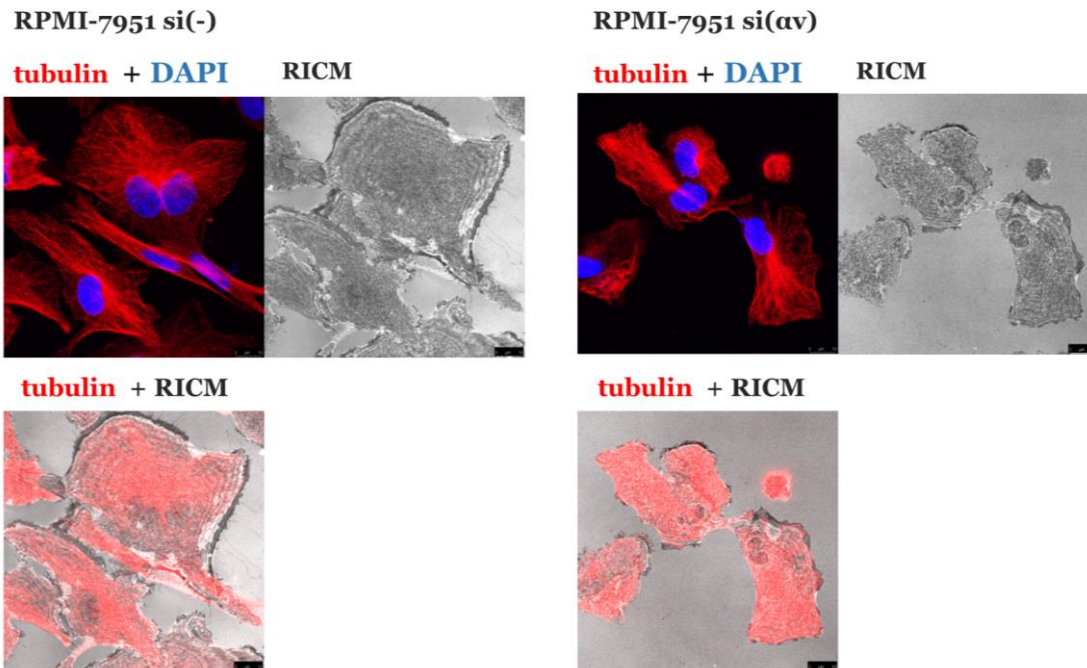 RPMI-7951 si(-)
tubulin + DAPI
RICM
tubulin + RICM
RPMI-7951 si(αv)
tubulin + DAPI
RICM
tubulin + RICM